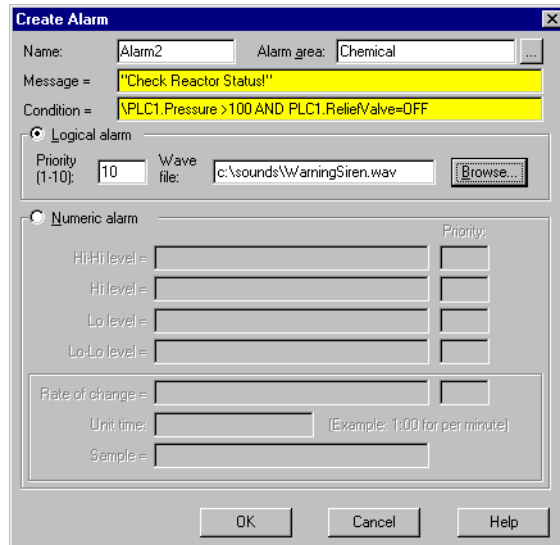 Create Alarm
Name: Alarm2 Alarm area: Chemical ...
Message = "Check Reactor Status!"
Condition = \PLC1.Pressure >100 AND PLC1.ReliefValve=OFF
Logical alarm
Priority (1-10): 10 Wave file: c:\sounds\WarningSiren.wav Browse...
Numeric alarm
Priority:
Hi-Hi level =
Hi level =
Lo level =
Lo-Lo level =
Rate of change =
Unit time: (Example: 1:00 for per minute)
Sample =
OK Cancel Help